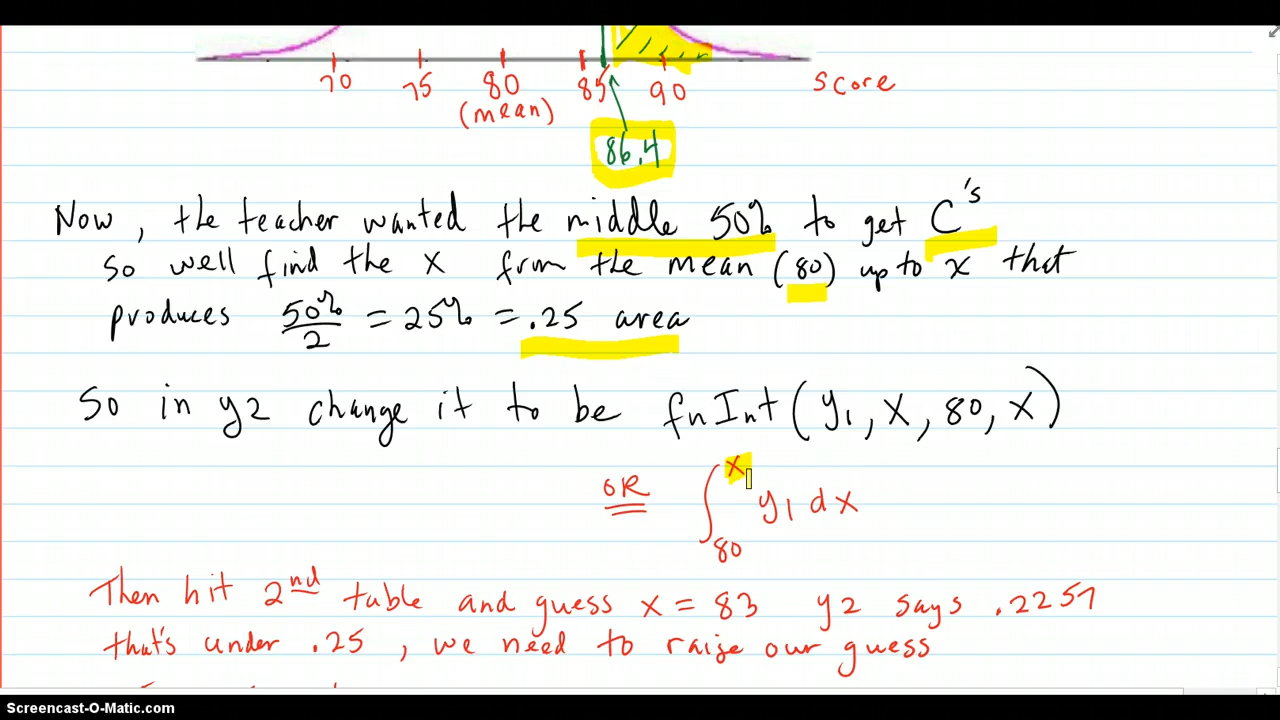 70 75 80 85 90 score
(mean)
86.4
Now, the teacher wanted the middle 50% to get C's
so well find the X from the mean (80) up to x that
produces 50%/2 = 25% = .25 area
So in y2 change it to be fnInt(y1, X, 80, X)
OR ∫ X 80 y1 dx
Then hit 2nd table and guess x = 83 y2 says .2257
that's under .25, we need to raise our guess
Screencast-O-Matic.com